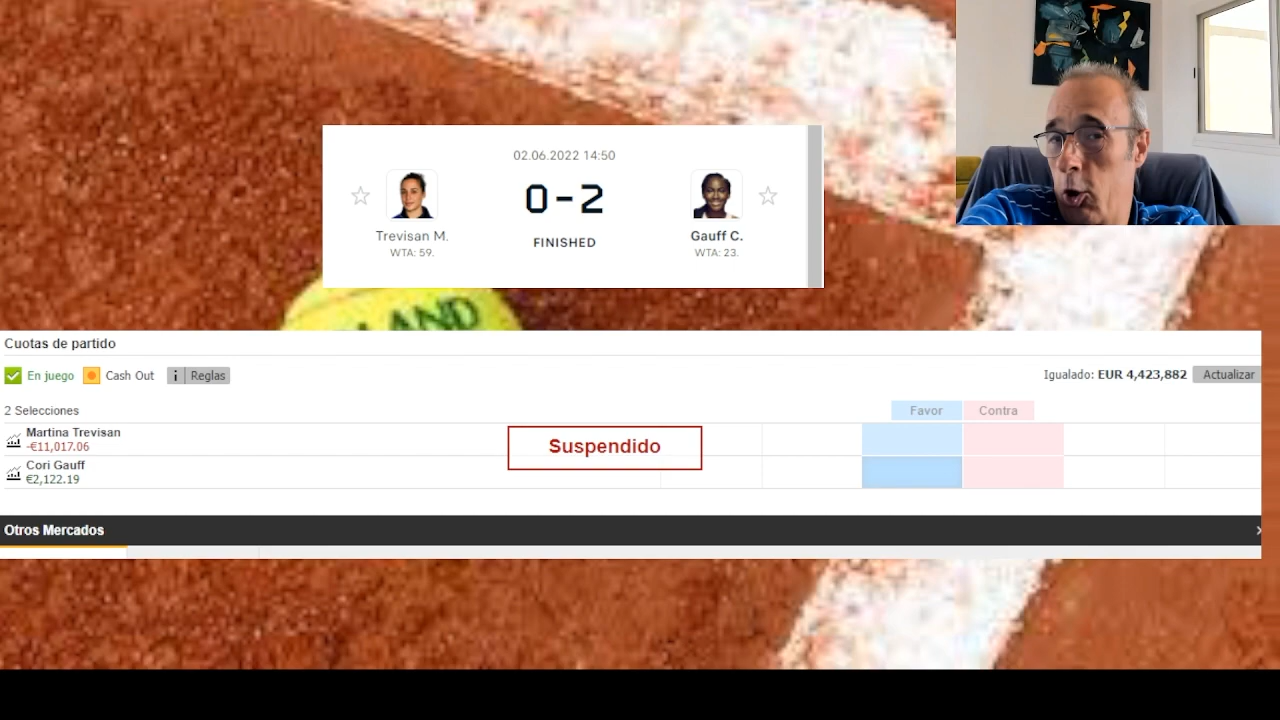 02.06.2022 14:50
0-2
Trevisan M.
WTA: 59.
FINISHED
Gauff C.
WTA: 23.
LAND
Cuotas de partido
En juego Cash Out i Reglas
Igualado: EUR 4,423,882 Actualizar
2 Selecciones
Favor Contra
Martina Trevisan
-€11,017.06
Suspendido
Cori Gauff
€2,122.19
Otros Mercados